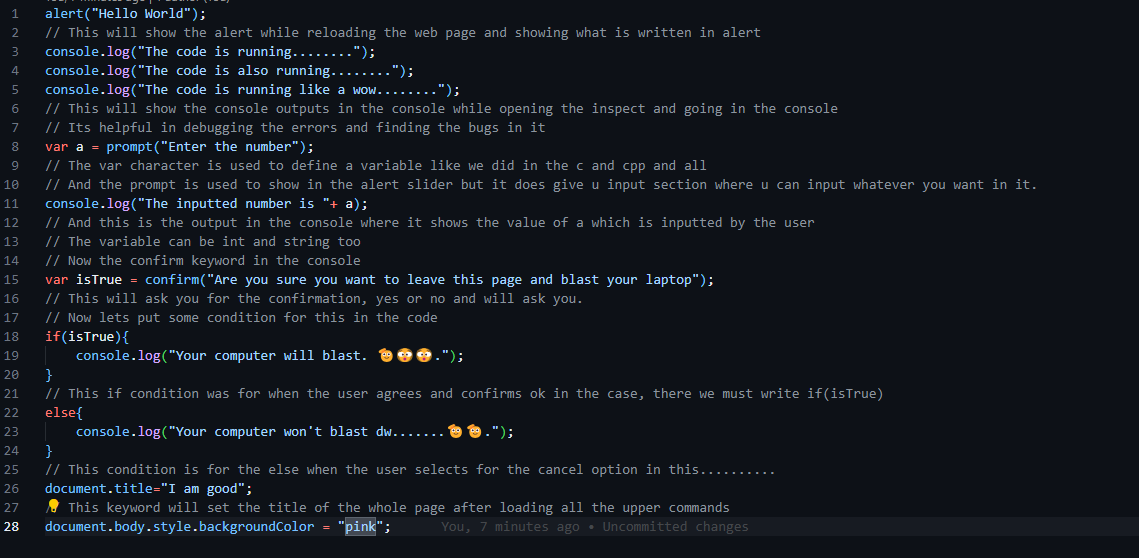 1 alert("Hello World");
2 // This will show the alert while reloading the web page and showing what is written in alert
3 console.log("The code is running........");
4 console.log("The code is also running........");
5 console.log("The code is running like a wow........");
6 // This will show the console outputs in the console while opening the inspect and going in the console
7 // Its helpful in debugging the errors and finding the bugs in it
8 var a = prompt("Enter the number");
9 // The var character is used to define a variable like we did in the c and cpp and all
10 // And the prompt is used to show in the alert slider but it does give u input section where u can input whatever you want in it.
11 console.log("The inputted number is "+ a);
12 // And this is the output in the console where it shows the value of a which is inputted by the user
13 // The variable can be int and string too
14 // Now the confirm keyword in the console
15 var isTrue = confirm("Are you sure you want to leave this page and blast your laptop");
16 // This will ask you for the confirmation, yes or no and will ask you.
17 // Now lets put some condition for this in the code
18 if(isTrue){
19 console.log("Your computer will blast. 🫡😳😳.");
20 }
21 // This if condition was for when the user agrees and confirms ok in the case, there we must write if(isTrue)
22 else{
23 console.log("Your computer won't blast dw.......🫡🫡.");
24 }
25 // This condition is for the else when the user selects for the cancel option in this..........
26 document.title="I am good";
27 This keyword will set the title of the whole page after loading all the upper commands
28 document.body.style.backgroundColor = "pink"; You, 7 minutes ago • Uncommitted changes